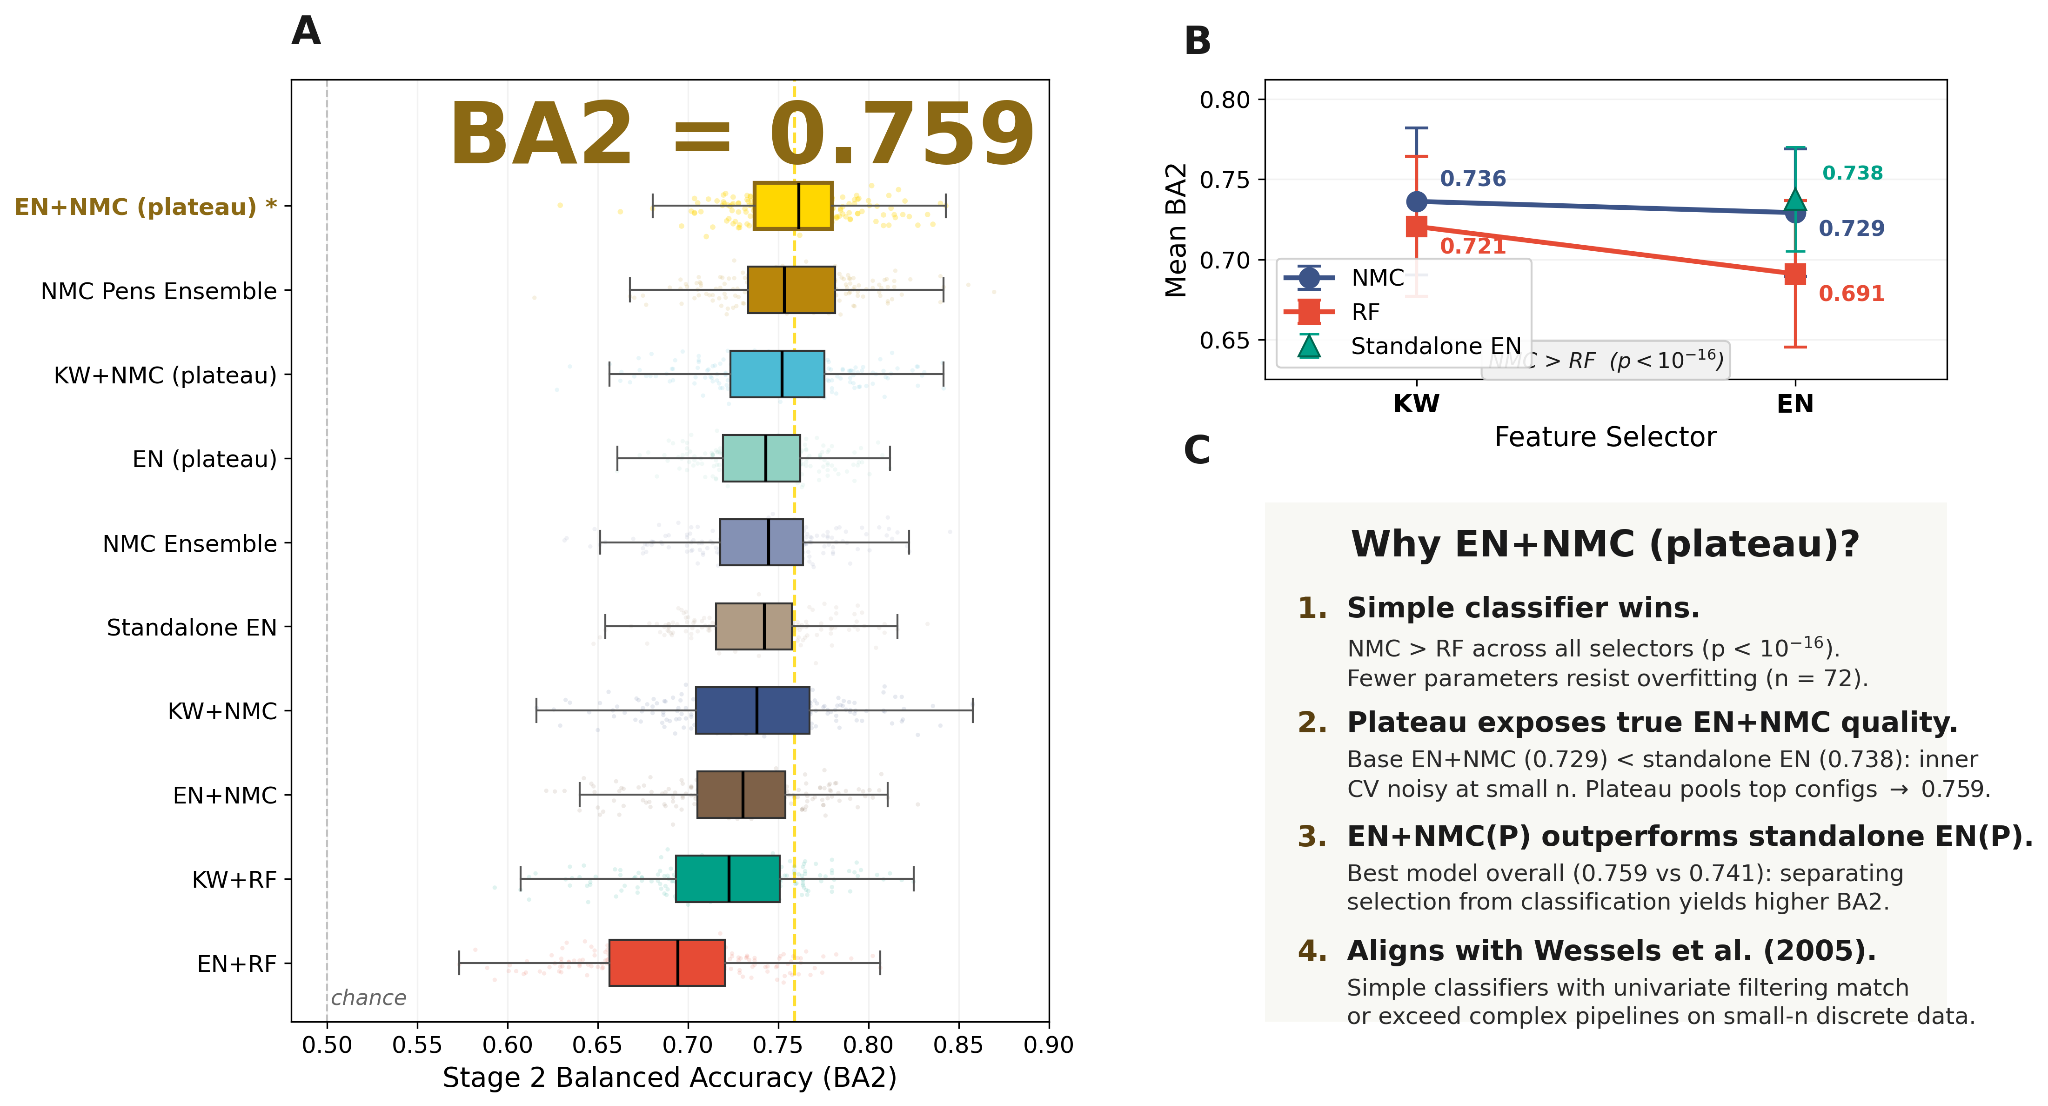 A
BA2 = 0.759
EN+NMC (plateau) *
NMC Pens Ensemble
KW+NMC (plateau)
EN (plateau)
NMC Ensemble
Standalone EN
KW+NMC
EN+NMC
KW+RF
EN+RF
chance
0.50 0.55 0.60 0.65 0.70 0.75 0.80 0.85 0.90
Stage 2 Balanced Accuracy (BA2)
B
0.80
0.75
0.70
0.65
Mean BA2
0.736
0.721
0.738
0.729
0.691
NMC
RF
Standalone EN
NMC > RF (p < 10⁻¹⁶)
KW EN
Feature Selector
C
Why EN+NMC (plateau)?
1. Simple classifier wins.
NMC > RF across all selectors (p < 10⁻¹⁶).
Fewer parameters resist overfitting (n = 72).
2. Plateau exposes true EN+NMC quality.
Base EN+NMC (0.729) < standalone EN (0.738): inner
CV noisy at small n. Plateau pools top configs → 0.759.
3. EN+NMC(P) outperforms standalone EN(P).
Best model overall (0.759 vs 0.741): separating
selection from classification yields higher BA2.
4. Aligns with Wessels et al. (2005).
Simple classifiers with univariate filtering match
or exceed complex pipelines on small-n discrete data.